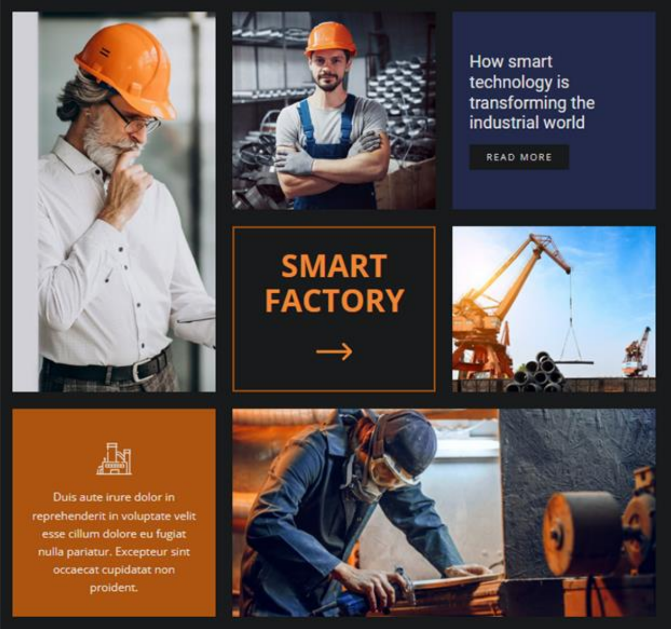 How smart
technology is
transforming the
industrial world
READ MORE
SMART
FACTORY
Duis aute irure dolor in
reprehenderit in voluptate velit
esse cillum dolore eu fugiat
nulla pariatur. Excepteur sint
occaecat cupidatat non
proident.